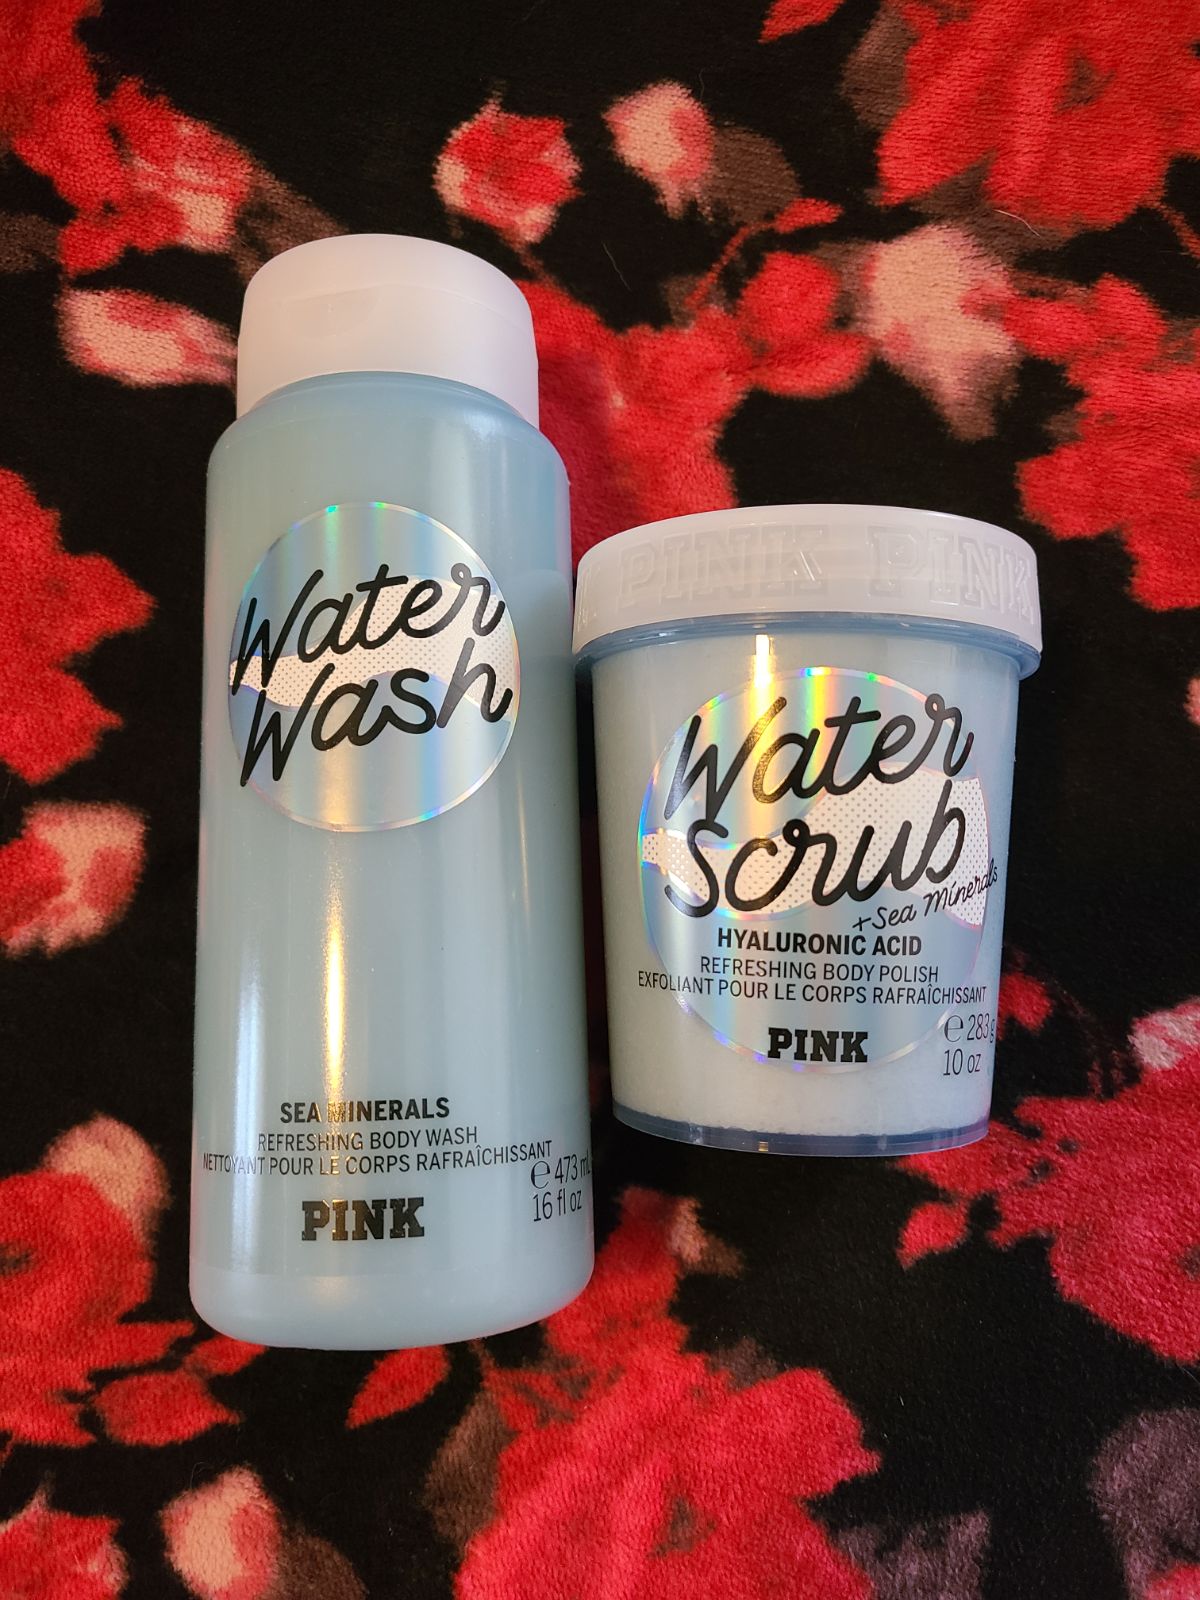 Water
Wash
SEA MINERALS
REFRESHING BODY WASH
NETTOYANT POUR LE CORPS RAFRAÎCHISSANT
℮ 473 mL
16 fl oz
PINK
PINK PINK
Water
Scrub
+ Sea Minerals
HYALURONIC ACID
REFRESHING BODY POLISH
EXFOLIANT POUR LE CORPS RAFRAÎCHISSANT
℮ 283 g
10 oz
PINK